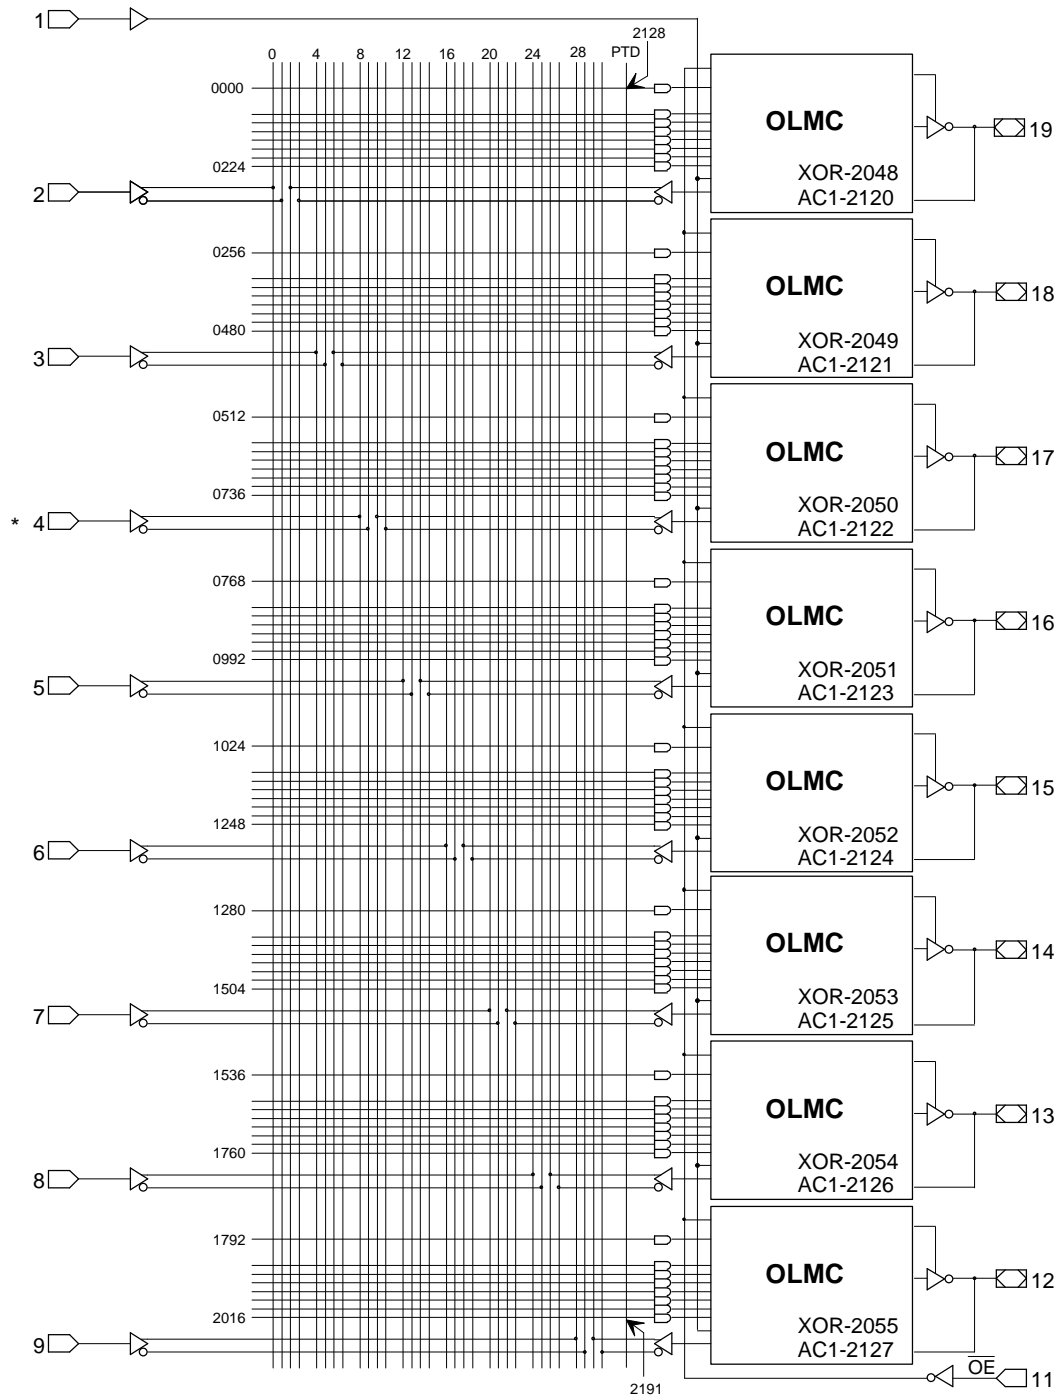 1
2128
0 4 8 12 16 20 24 28 PTD
0000
OLMC
19
0224
XOR-2048
2
AC1-2120
0256
OLMC
18
0480
XOR-2049
3
AC1-2121
0512
OLMC
17
0736
XOR-2050
* 4
AC1-2122
0768
OLMC
16
0992
XOR-2051
5
AC1-2123
1024
OLMC
15
1248
XOR-2052
6
AC1-2124
1280
OLMC
14
1504
XOR-2053
7
AC1-2125
1536
OLMC
13
1760
XOR-2054
8
AC1-2126
1792
OLMC
12
2016
XOR-2055
9
AC1-2127
OE
11
2191